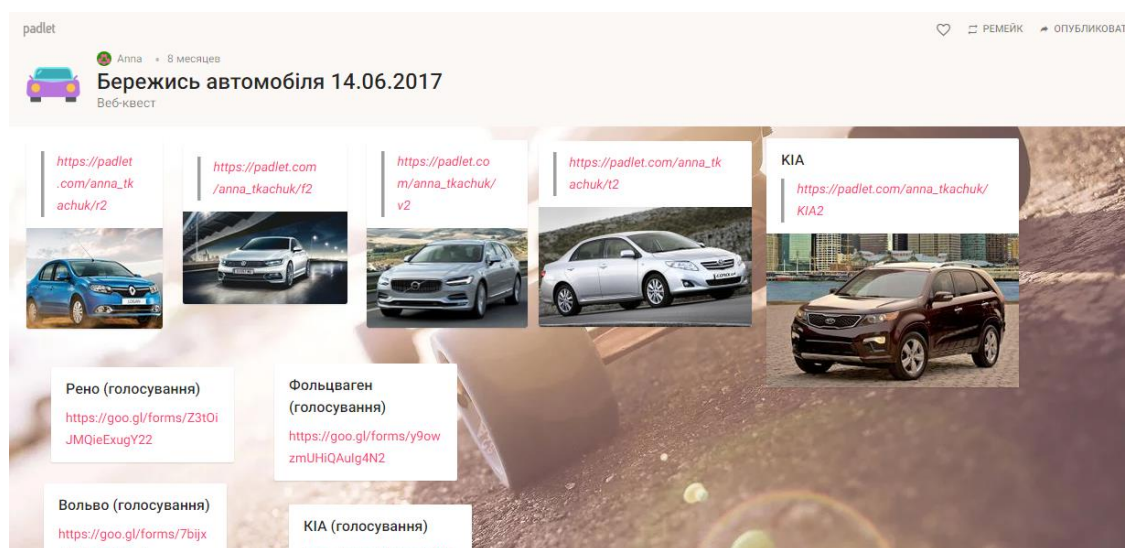 padlet
РЕМЕЙК
ОПУБЛИКОВАТ
Anna • 8 месяцев
Бережись автомобіля 14.06.2017
Веб-квест
https://padlet
.com/anna_tk
achuk/r2
https://padlet.com
/anna_tkachuk/f2
https://padlet.co
m/anna_tkachuk/
v2
https://padlet.com/anna_tk
achuk/t2
KIA
https://padlet.com/anna_tkachuk/
KIA2
Рено (голосування)
https://goo.gl/forms/Z3tOi
JMQieExugY22
Фольцваген
(голосування)
https://goo.gl/forms/y9ow
zmUHiQAuIg4N2
Вольво (голосування)
https://goo.gl/forms/7bijx
КІА (голосування)